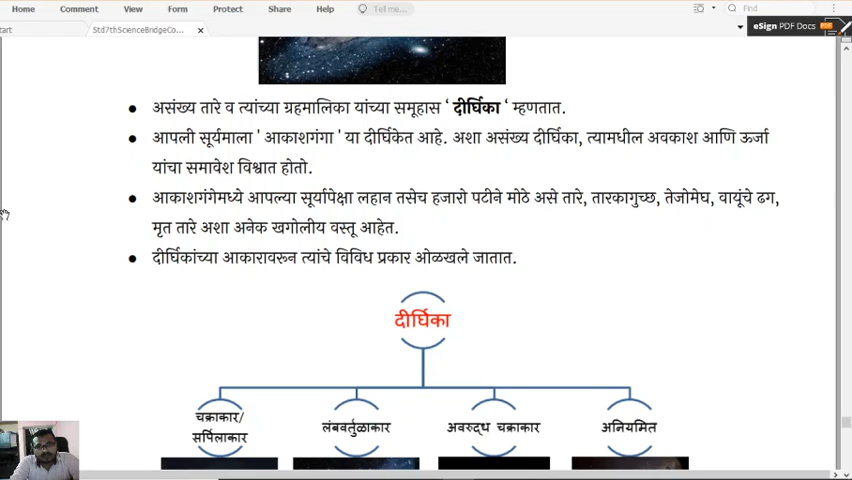 Home Comment View Form Protect Share Help Tell me... Find
eSign PDF Docs PDF
tart Std7thScienceBridgeCo...
असंख्य तारे व त्यांच्या ग्रहमालिका यांच्या समूहास ' दीर्घिका ' म्हणतात.
आपली सूर्यमाला ' आकाशगंगा ' या दीर्घिकेत आहे. अशा असंख्य दीर्घिका, त्यामधील अवकाश आणि ऊर्जा
यांचा समावेश विश्वात होतो.
आकाशगंगेमध्ये आपल्या सूर्यापेक्षा लहान तसेच हजारो पटीने मोठे असे तारे, तारकागुच्छ, तेजोमेघ, वायूंचे ढग,
मृत तारे अशा अनेक खगोलीय वस्तू आहेत.
दीर्घिकांच्या आकारावरून त्यांचे विविध प्रकार ओळखले जातात.
दीर्घिका
चक्राकार/
सर्पिलाकार
लंबवर्तुळाकार
अवरुद्ध चक्राकार
अनियमित